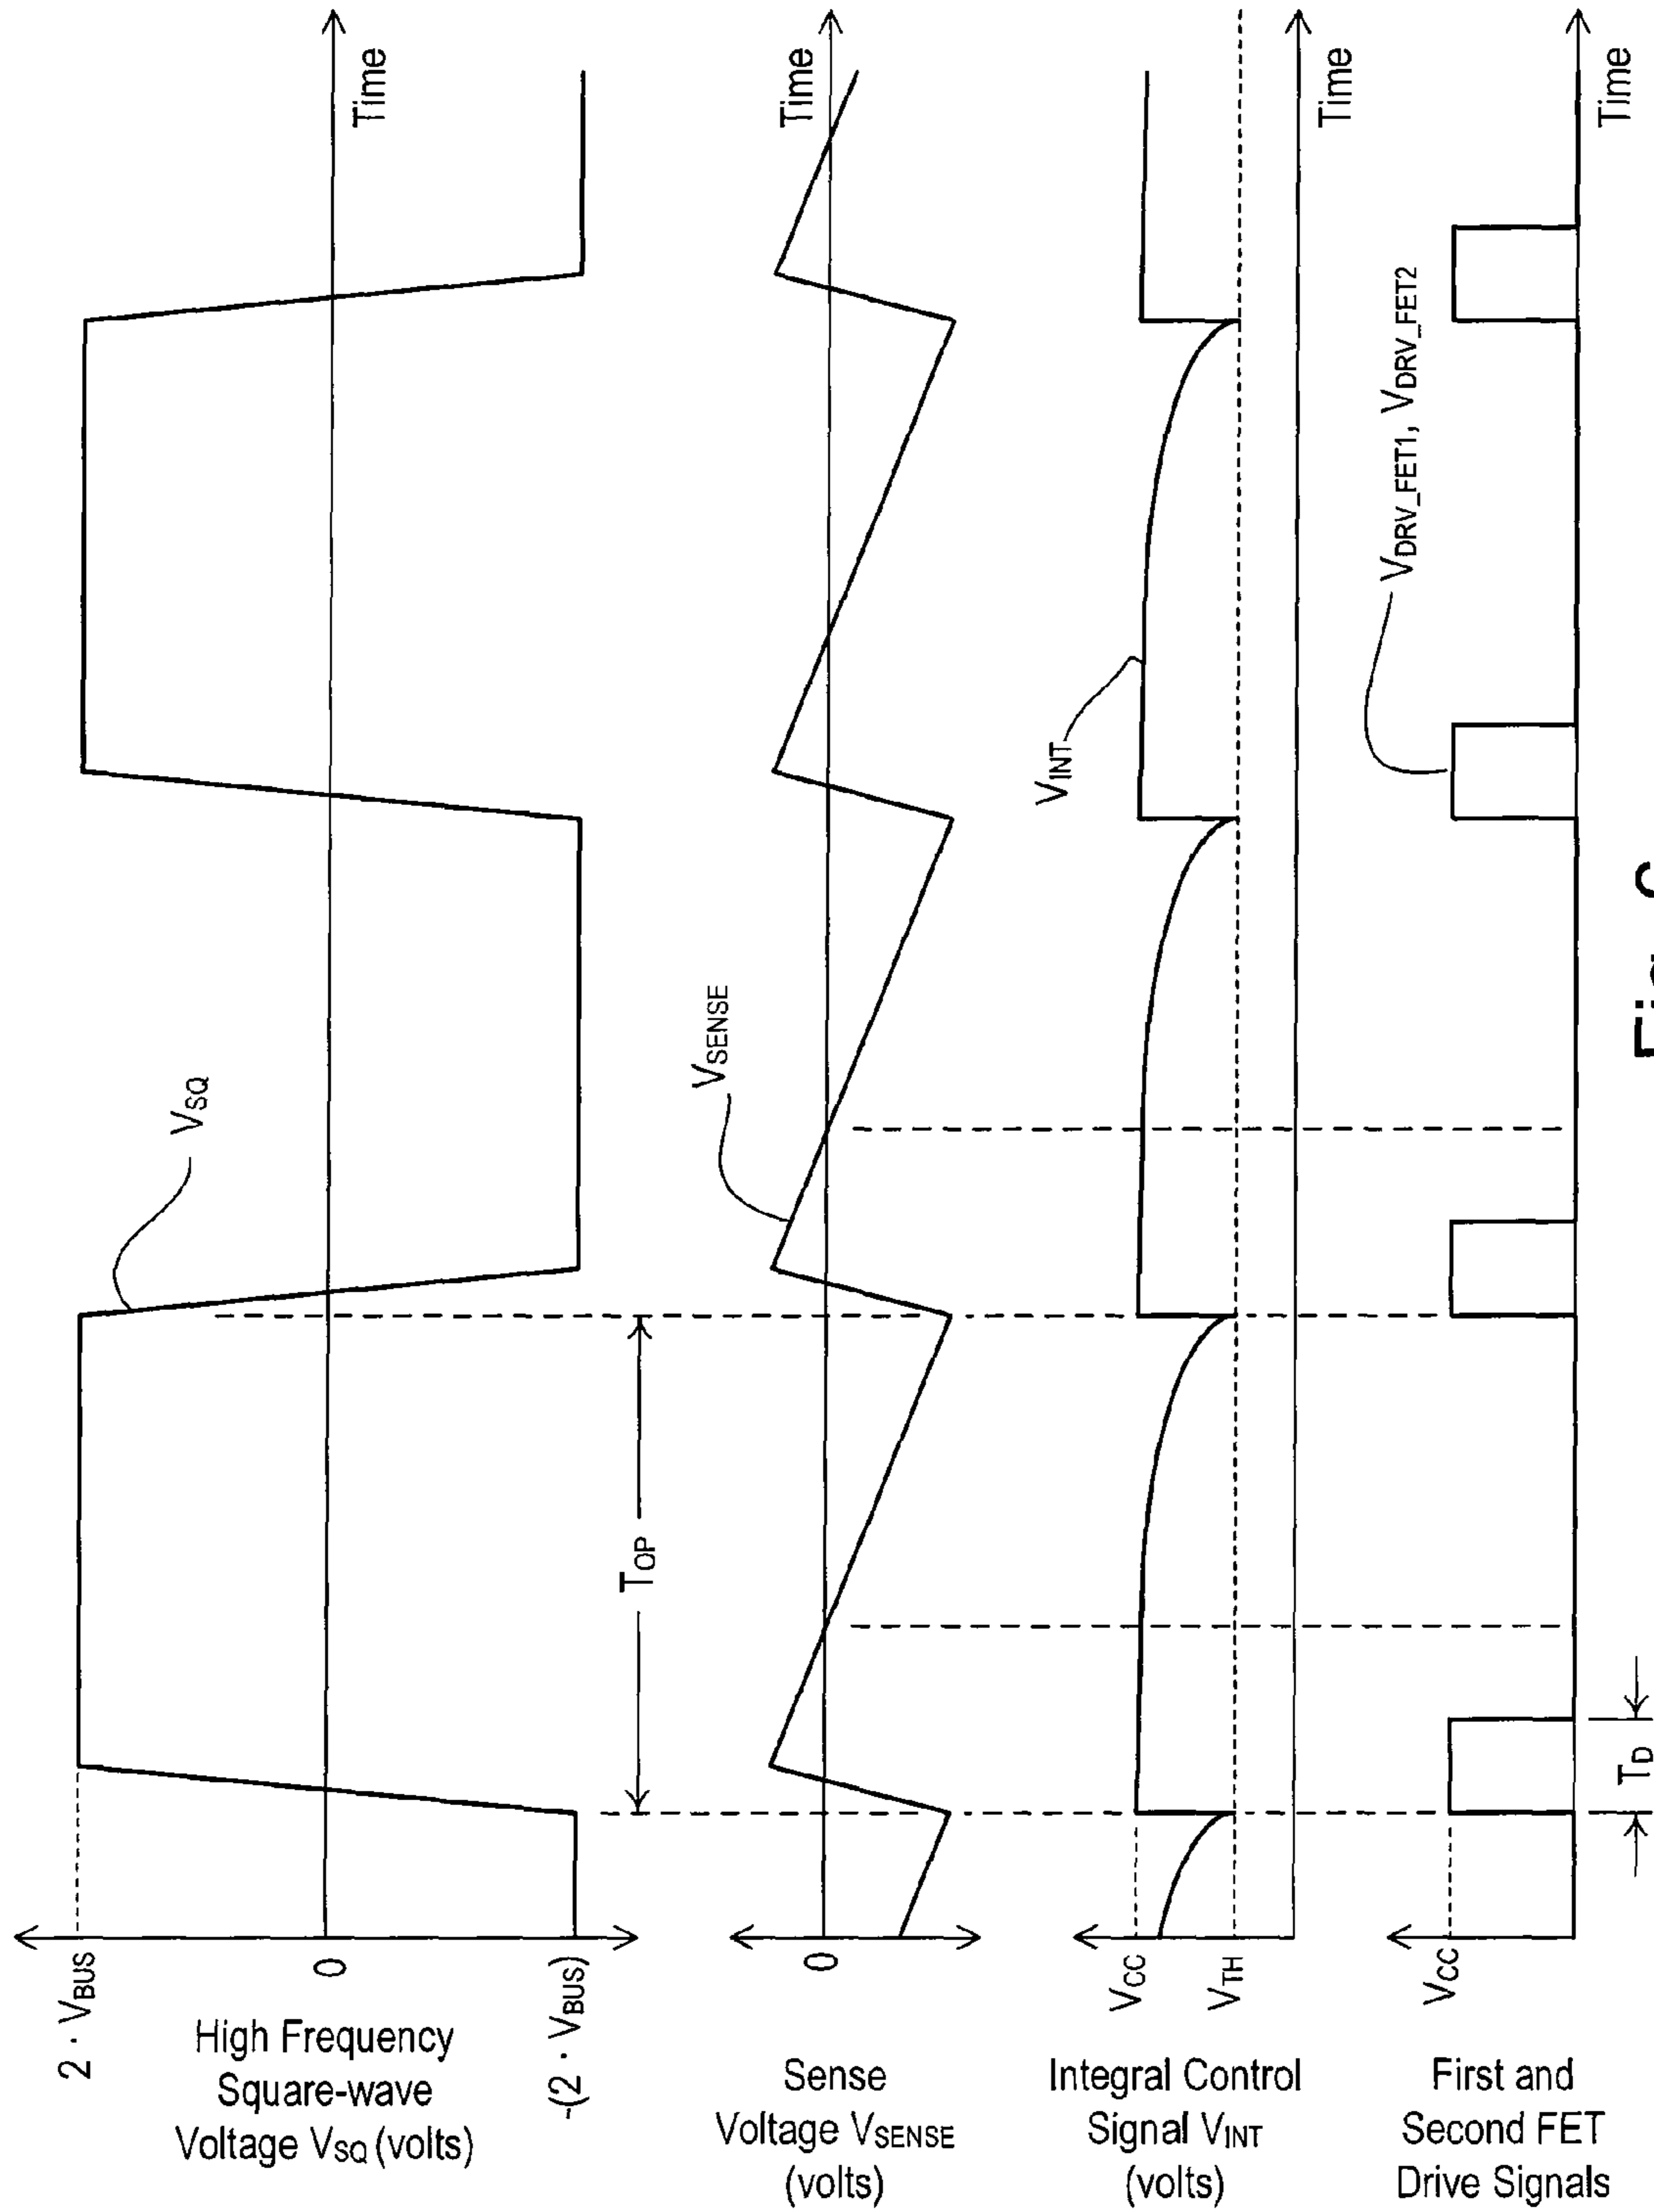 2 · VBUS
0
-(2 · VBUS)
High Frequency
Square-wave
Voltage VSQ (volts)
VSQ
Time
TOP
0
Sense
Voltage VSENSE
(volts)
VSENSE
Time
VCC
VTH
Integral Control
Signal VINT
(volts)
VINT
Time
VCC
First and
Second FET
Drive Signals
VDRV_FET1, VDRV_FET2
Time
TD